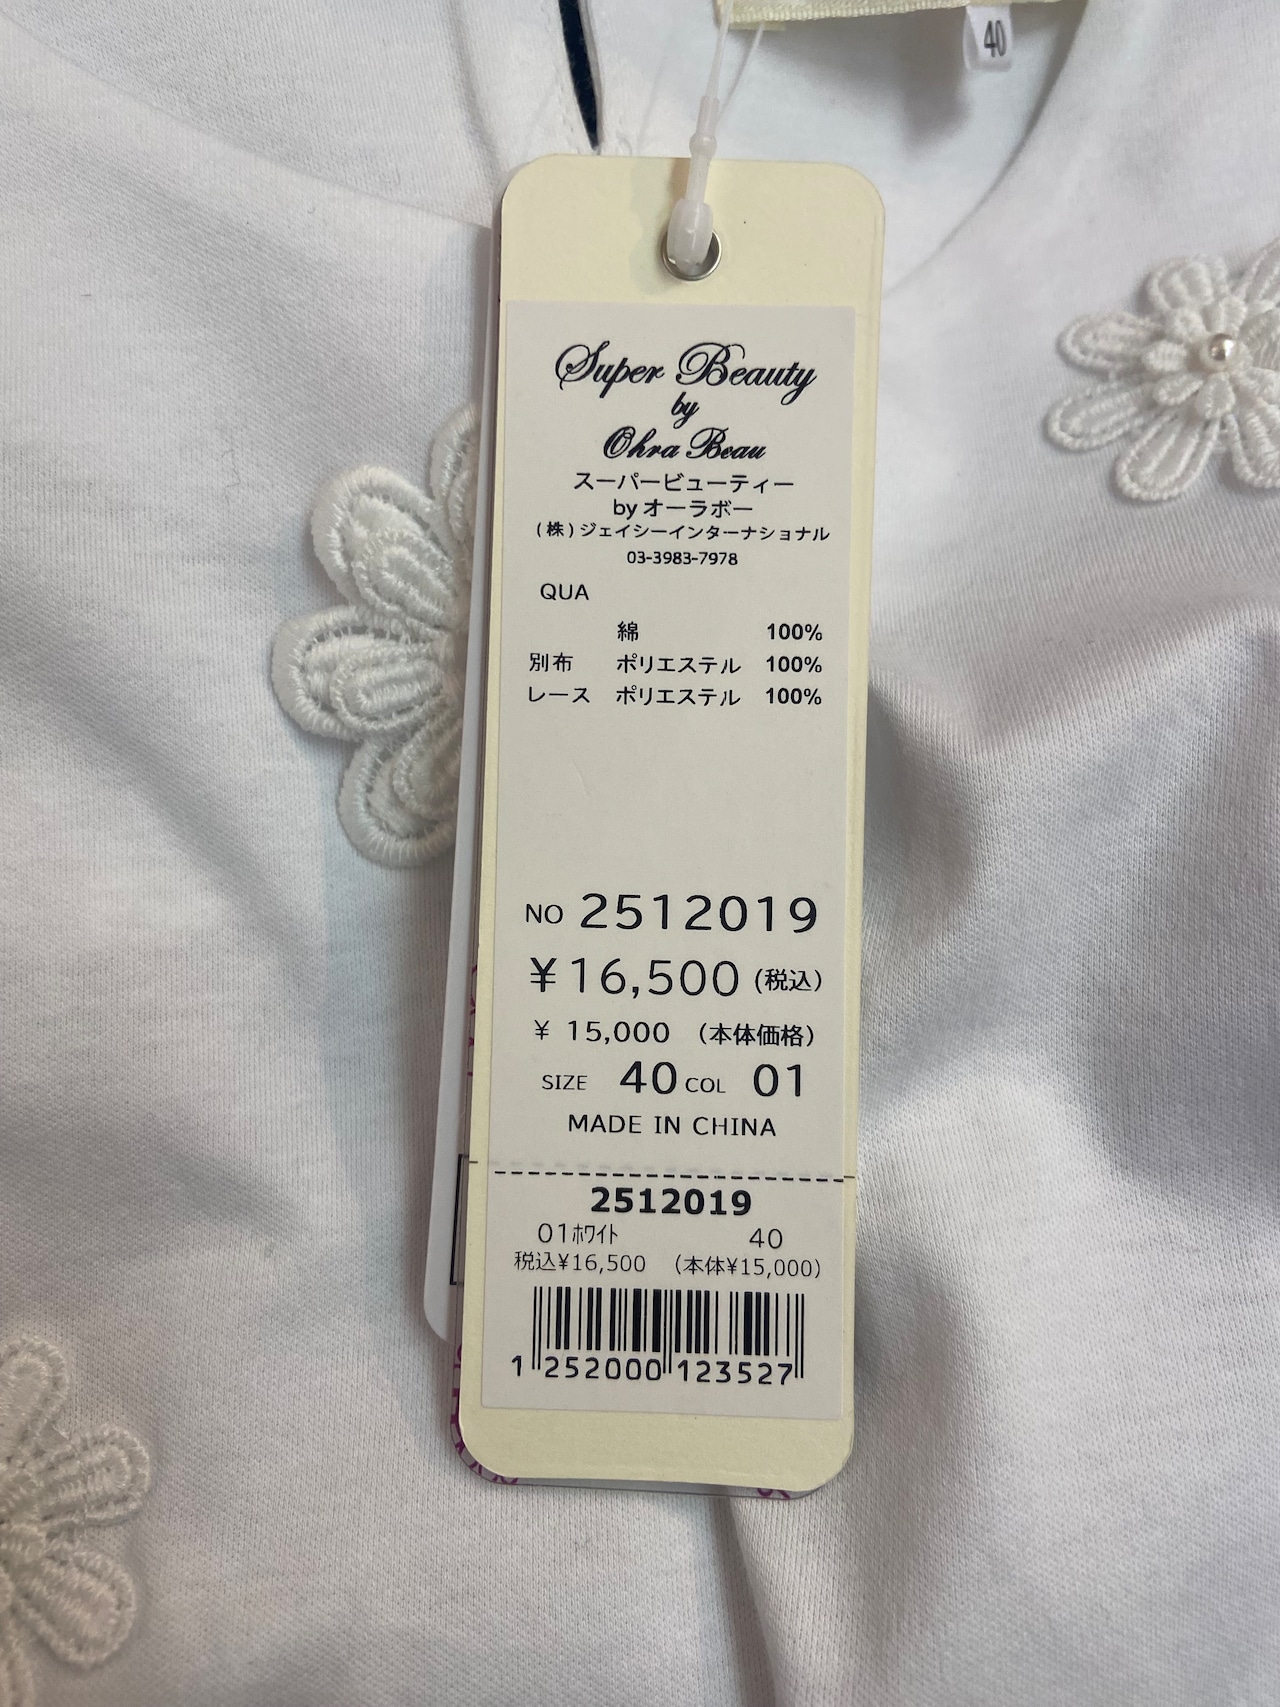 40
Super Beauty
by
Ohra Beau
スーパービューティー
by オーラボー
(株)ジェイシーインターナショナル
03-3983-7978
QUA
綿 100%
別布 ポリエステル 100%
レース ポリエステル 100%
NO 2512019
¥16,500 (税込)
¥ 15,000 (本体価格)
SIZE 40 COL 01
MADE IN CHINA
2512019
01ﾎﾜｲﾄ 40
税込¥16,500 (本体¥15,000)
1 252000 123527